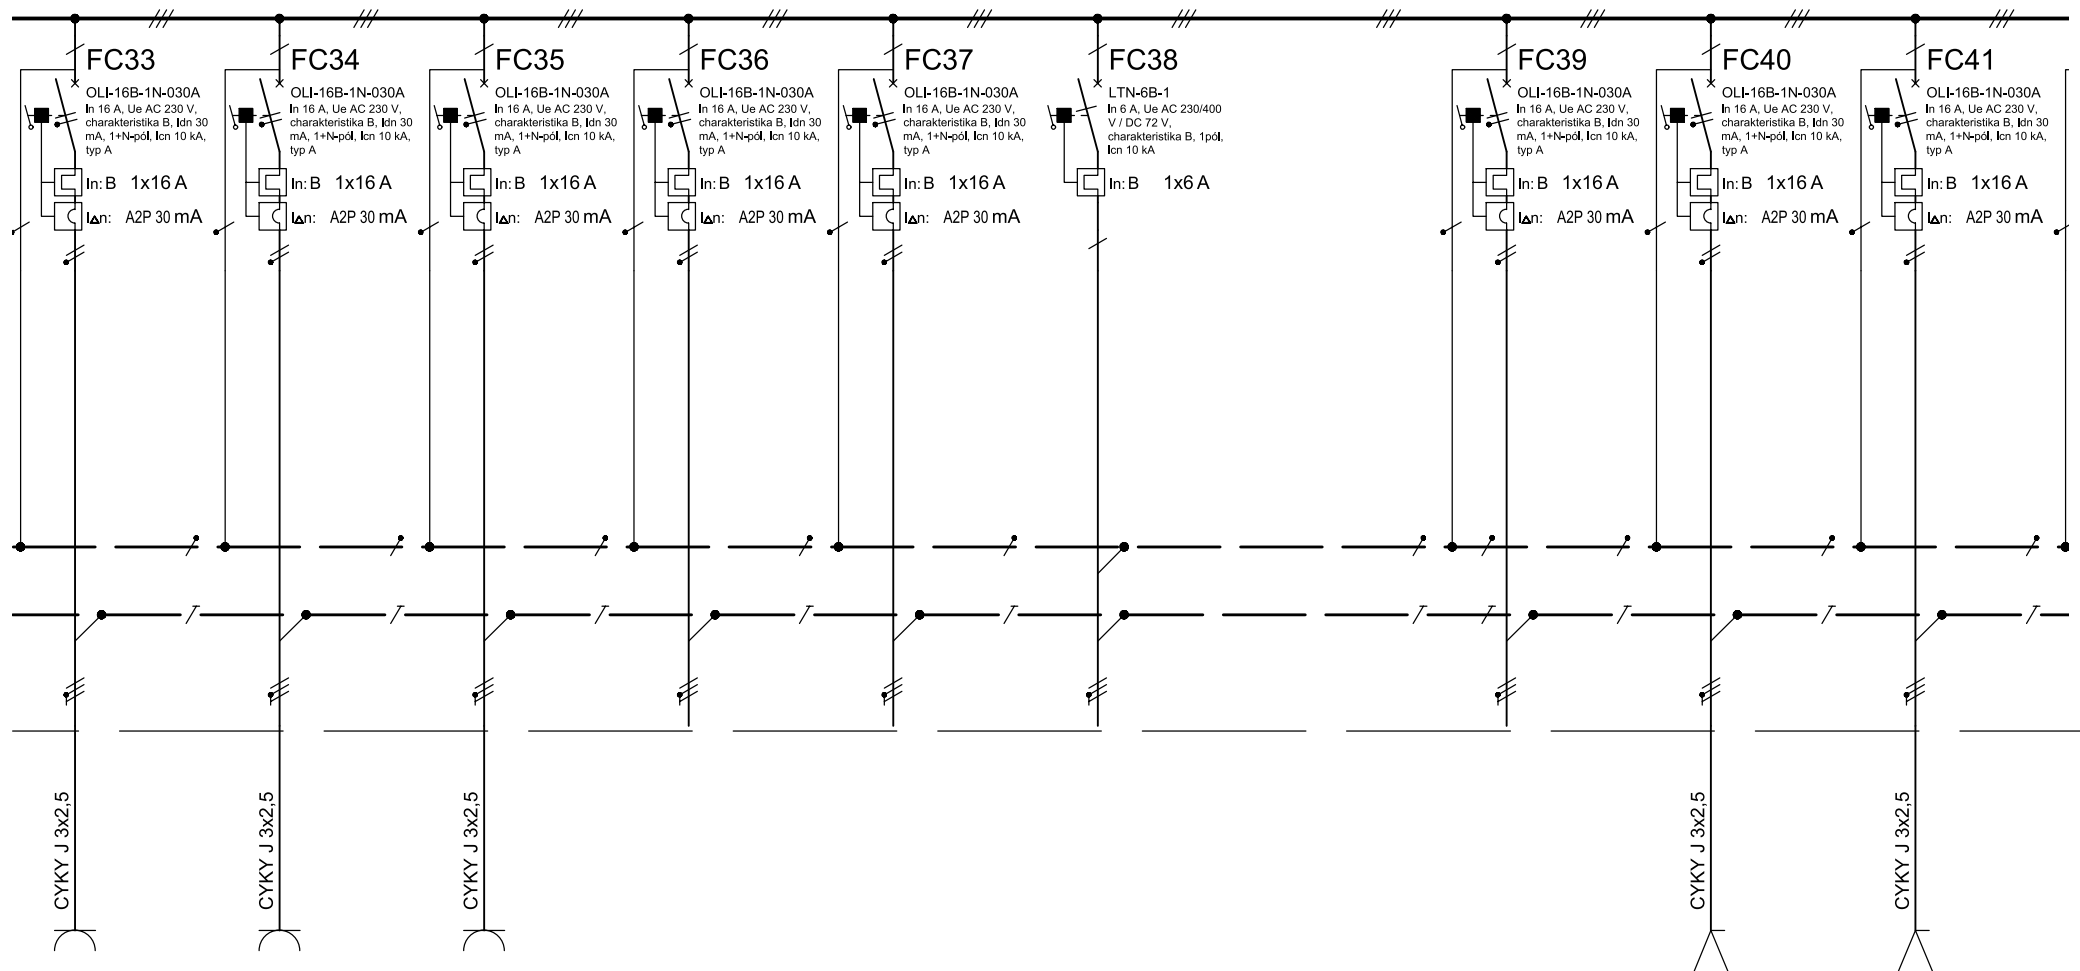 FC33
OLI-16B-1N-030A
In 16 A, Ue AC 230 V,
charakteristika B, Idn 30
mA, 1+N-pól, Icn 10 kA,
typ A
In: B 1x16 A
IΔn: A2P 30 mA
CYKY J 3x2,5
FC34
OLI-16B-1N-030A
In 16 A, Ue AC 230 V,
charakteristika B, Idn 30
mA, 1+N-pól, Icn 10 kA,
typ A
In: B 1x16 A
IΔn: A2P 30 mA
CYKY J 3x2,5
FC35
OLI-16B-1N-030A
In 16 A, Ue AC 230 V,
charakteristika B, Idn 30
mA, 1+N-pól, Icn 10 kA,
typ A
In: B 1x16 A
IΔn: A2P 30 mA
CYKY J 3x2,5
FC36
OLI-16B-1N-030A
In 16 A, Ue AC 230 V,
charakteristika B, Idn 30
mA, 1+N-pól, Icn 10 kA,
typ A
In: B 1x16 A
IΔn: A2P 30 mA
FC37
OLI-16B-1N-030A
In 16 A, Ue AC 230 V,
charakteristika B, Idn 30
mA, 1+N-pól, Icn 10 kA,
typ A
In: B 1x16 A
IΔn: A2P 30 mA
FC38
LTN-6B-1
In 6 A, Ue AC 230/400
V / DC 72 V,
charakteristika B, 1pól,
Icn 10 kA
In: B 1x6 A
FC39
OLI-16B-1N-030A
In 16 A, Ue AC 230 V,
charakteristika B, Idn 30
mA, 1+N-pól, Icn 10 kA,
typ A
In: B 1x16 A
IΔn: A2P 30 mA
FC40
OLI-16B-1N-030A
In 16 A, Ue AC 230 V,
charakteristika B, Idn 30
mA, 1+N-pól, Icn 10 kA,
typ A
In: B 1x16 A
IΔn: A2P 30 mA
CYKY J 3x2,5
FC41
OLI-16B-1N-030A
In 16 A, Ue AC 230 V,
charakteristika B, Idn 30
mA, 1+N-pól, Icn 10 kA,
typ A
In: B 1x16 A
IΔn: A2P 30 mA
CYKY J 3x2,5